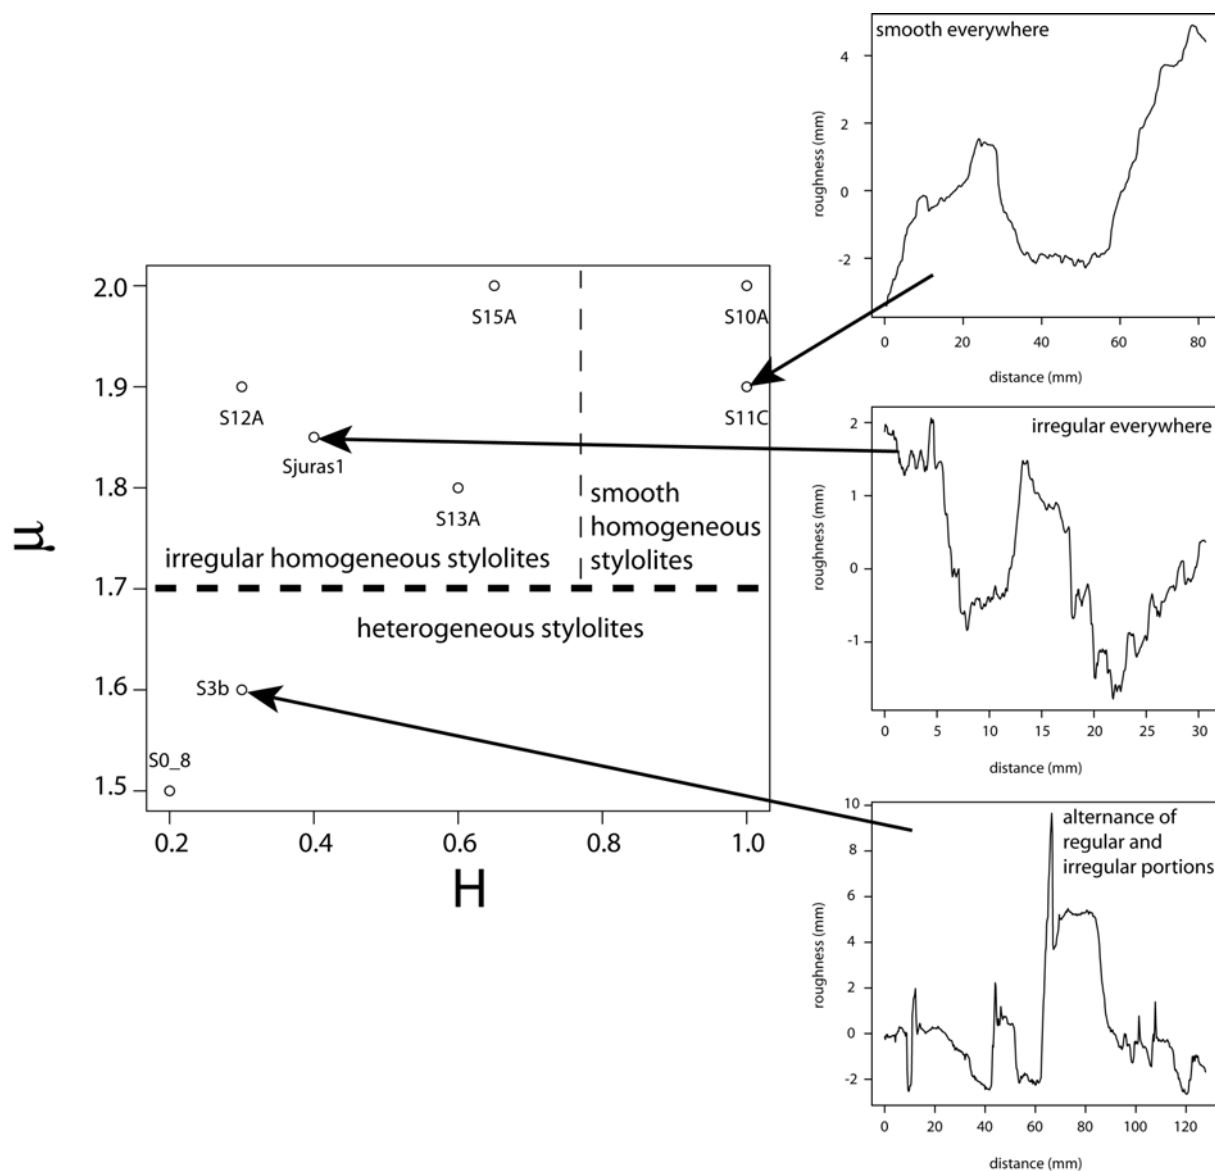 smooth everywhere
4
2
0
-2
roughness (mm)
0 20 40 60 80
distance (mm)
2.0
1.9
1.8
1.7
1.6
1.5
μ
S15A
S10A
S12A
S11C
Sjuras1
S13A
smooth
homogeneous
stylolites
irregular homogeneous stylolites
heterogeneous stylolites
S3b
S0_8
0.2 0.4 0.6 0.8 1.0
H
irregular everywhere
2
1
0
-1
roughness (mm)
0 5 10 15 20 25 30
distance (mm)
alternance of
regular and
irregular portions
10
8
6
4
2
0
-2
roughness (mm)
0 20 40 60 80 100 120
distance (mm)